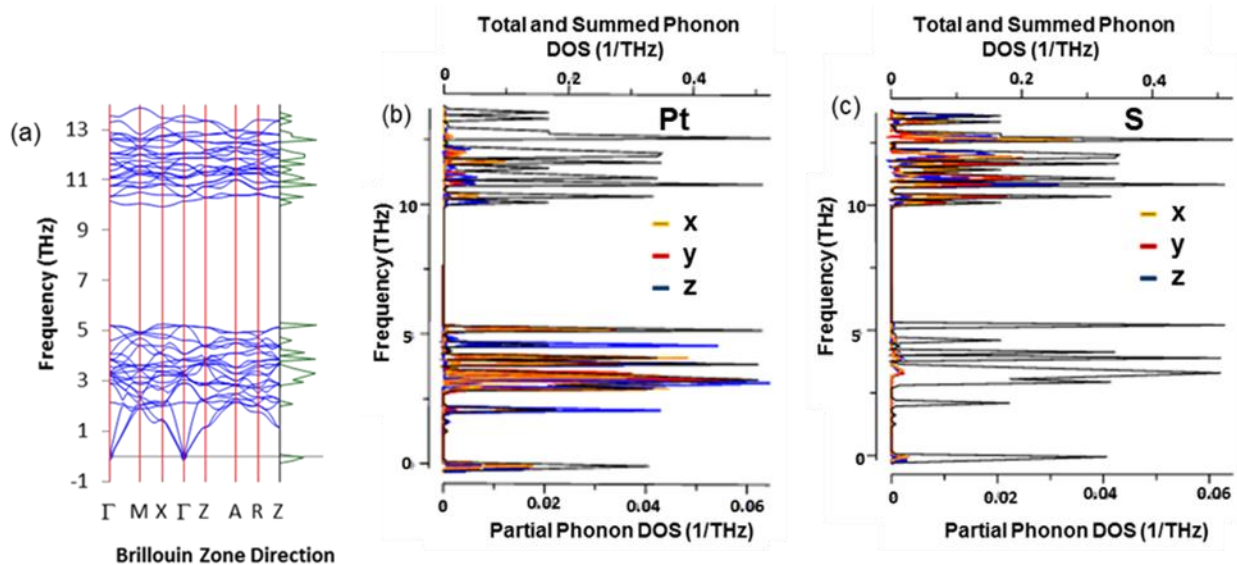 (a)
Frequency (THz)
13
11
9
7
5
3
1
-1
Γ M X Γ Z A R Z
Brillouin Zone Direction
Total and Summed Phonon
DOS (1/THz)
0 0.2 0.4
(b)
Pt
Frequency (THz)
10
5
0
x
y
z
0 0.02 0.04 0.06
Partial Phonon DOS (1/THz)
Total and Summed Phonon
DOS (1/THz)
0 0.2 0.4
(c)
S
Frequency (THz)
10
5
0
x
y
z
0 0.02 0.04 0.06
Partial Phonon DOS (1/THz)